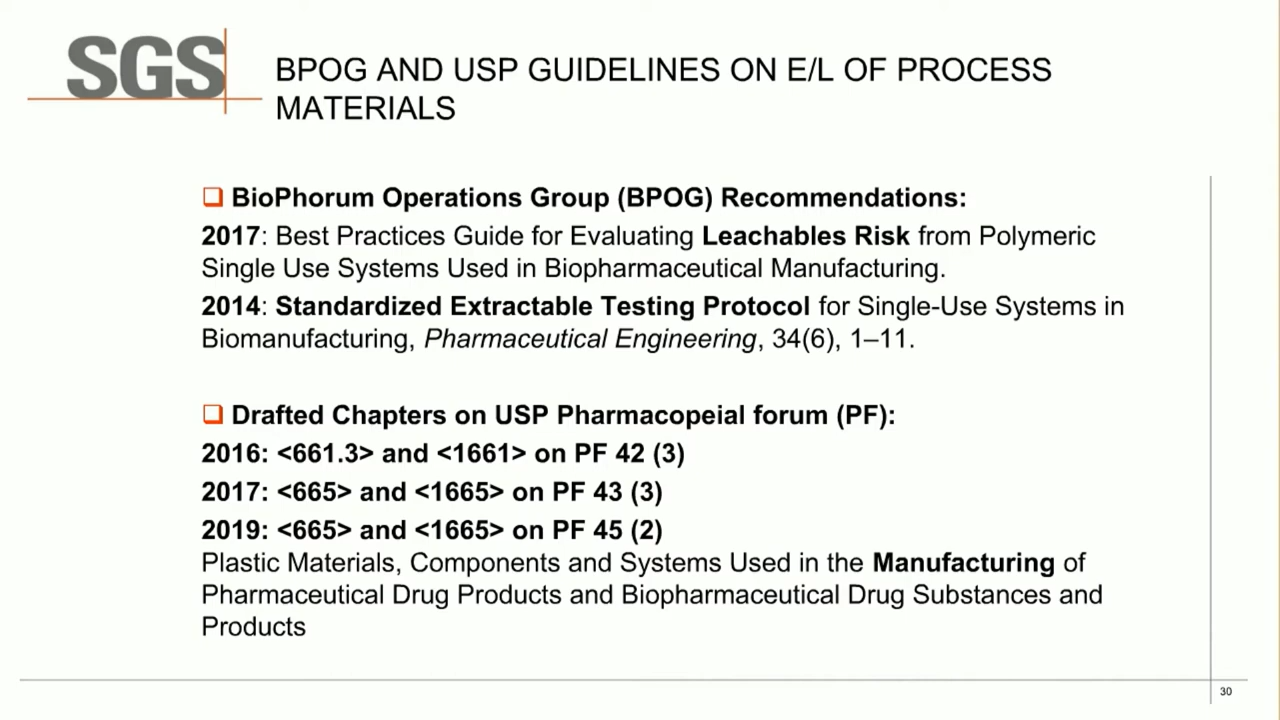 SGS
BPOG AND USP GUIDELINES ON E/L OF PROCESS
MATERIALS
BioPhorum Operations Group (BPOG) Recommendations:
2017: Best Practices Guide for Evaluating Leachables Risk from Polymeric
Single Use Systems Used in Biopharmaceutical Manufacturing.
2014: Standardized Extractable Testing Protocol for Single-Use Systems in
Biomanufacturing, Pharmaceutical Engineering, 34(6), 1–11.
Drafted Chapters on USP Pharmacopeial forum (PF):
2016: <661.3> and <1661> on PF 42 (3)
2017: <665> and <1665> on PF 43 (3)
2019: <665> and <1665> on PF 45 (2)
Plastic Materials, Components and Systems Used in the Manufacturing of
Pharmaceutical Drug Products and Biopharmaceutical Drug Substances and
Products
30